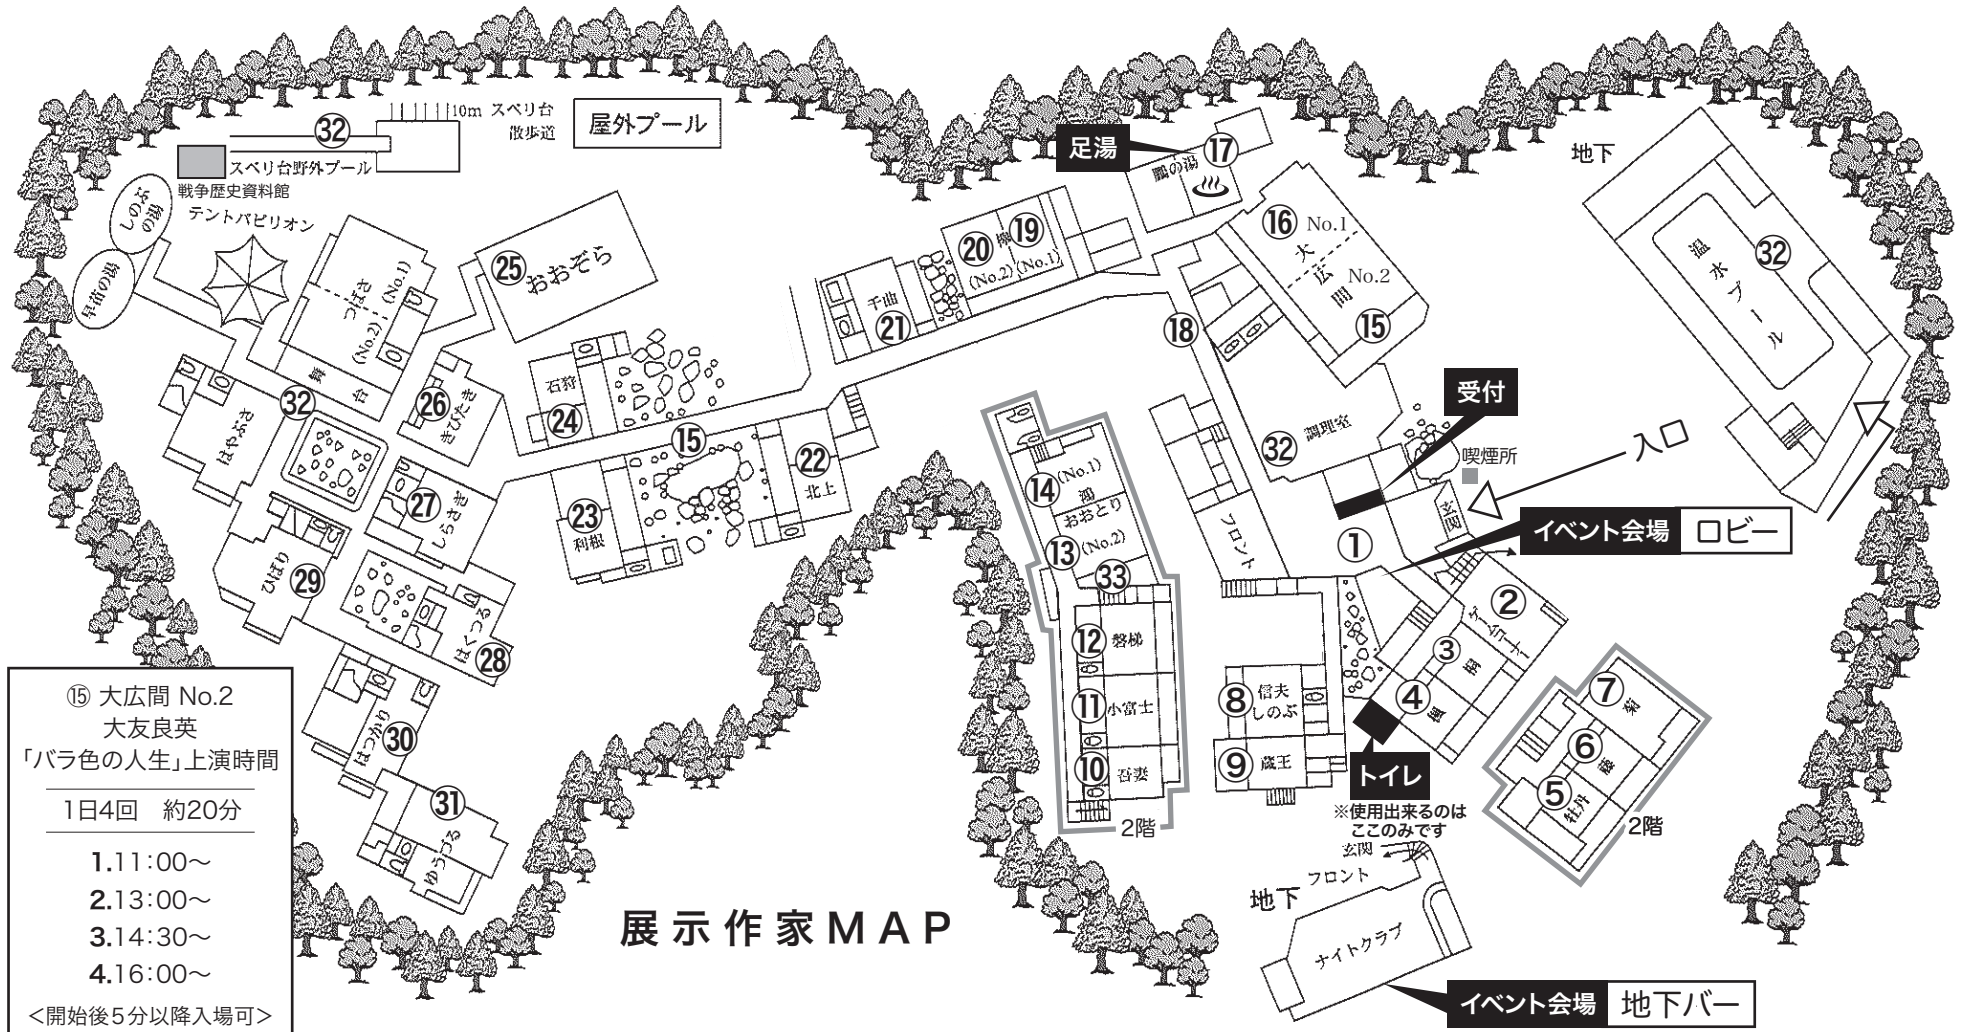 10m スベリ台
散歩道
屋外プール
㉜
スベリ台野外プール
戦争歴史資料館
テントパビリオン
しのぶの湯
早苗の湯
つばさ
(No.1)
(No.2)
舞台
㉜
はやぶさ
㉕ おおぞら
㉖ きびたき
㉗ しらさぎ
㉘ はくつる
㉙ ひばり
㉚ はつかり
㉛ ゆうづる
石狩
㉔
⑮
㉓
利根
㉒
北上
千曲
㉑
⑳
(No.2)
⑲
(No.1)
足湯
⑰
の湯
⑯ No.1
大広間
No.2
⑮
⑱
調理室
㉜
受付
喫煙所
入口
玄関
イベント会場 ロビー
①
フロント
地下
温水プール
㉜
⑭ (No.1)
鴻
おおとり
⑬ (No.2)
㉝
⑫ 磐梯
⑪ 小富士
⑩ 吾妻
2階
⑧ 信夫
しのぶ
⑨ 蔵王
②
ゲームコーナー
③ 桐
④
トイレ
※使用出来るのは
ここのみです
⑦ 菊
⑥ 藤
⑤ 牡丹
2階
玄関
フロント
地下
ナイトクラブ
イベント会場 地下バー
展示作家MAP
⑮ 大広間 No.2
大友良英
「バラ色の人生」上演時間
1日4回　約20分
1.11:00〜
2.13:00〜
3.14:30〜
4.16:00〜
<開始後5分以降入場可>